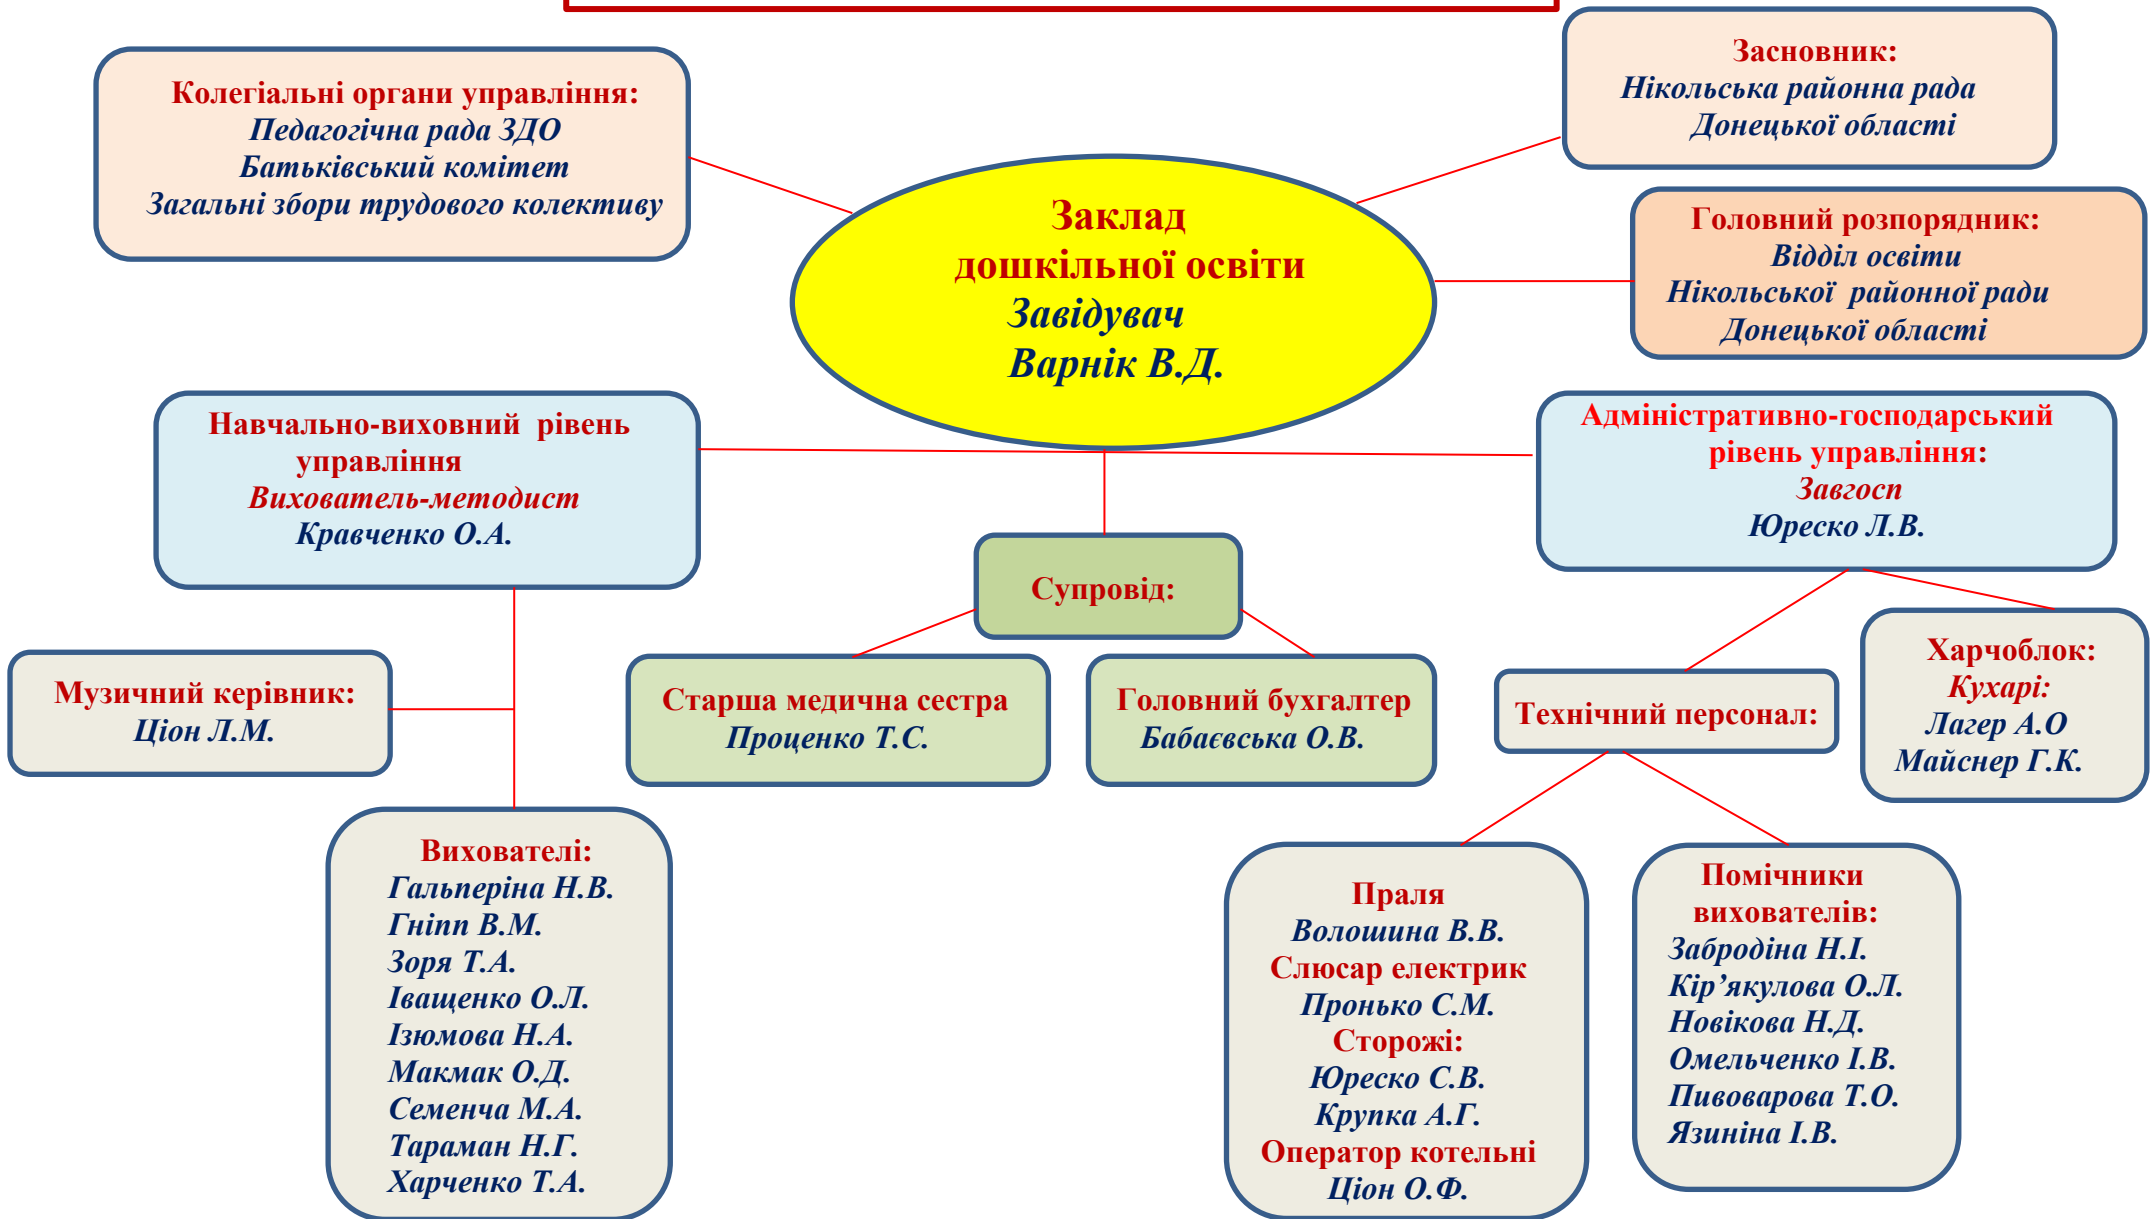 Колегіальні органи управління:
Педагогічна рада ЗДО
Батьківський комітет
Загальні збори трудового колективу
Засновник:
Нікольська районна рада
Донецької області
Заклад
дошкільної освіти
Завідувач
Варнік В.Д.
Головний розпорядник:
Відділ освіти
Нікольської районної ради
Донецької області
Навчально-виховний рівень
управління
Вихователь-методист
Кравченко О.А.
Адміністративно-господарський
рівень управління:
Завгосп
Юреско Л.В.
Супровід:
Музичний керівник:
Ціон Л.М.
Старша медична сестра
Проценко Т.С.
Головний бухгалтер
Бабаєвська О.В.
Технічний персонал:
Харчоблок:
Кухарі:
Лагер А.О
Майснер Г.К.
Вихователі:
Гальперіна Н.В.
Гніпп В.М.
Зоря Т.А.
Іващенко О.Л.
Ізюмова Н.А.
Макмак О.Д.
Семенча М.А.
Тараман Н.Г.
Харченко Т.А.
Праля
Волошина В.В.
Слюсар електрик
Пронько С.М.
Сторожі:
Юреско С.В.
Крупка А.Г.
Оператор котельні
Ціон О.Ф.
Помічники
вихователів:
Забродіна Н.І.
Кір’якулова О.Л.
Новікова Н.Д.
Омельченко І.В.
Пивоварова Т.О.
Язиніна І.В.